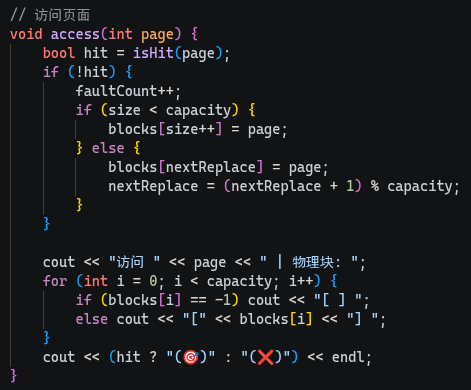 // 访问页面
void access(int page) {
    bool hit = isHit(page);
    if (!hit) {
        faultCount++;
        if (size < capacity) {
            blocks[size++] = page;
        } else {
            blocks[nextReplace] = page;
            nextReplace = (nextReplace + 1) % capacity;
        }
    }

    cout << "访问 " << page << " | 物理块: ";
    for (int i = 0; i < capacity; i++) {
        if (blocks[i] == -1) cout << "[ ] ";
        else cout << "[" << blocks[i] << "] ";
    }
    cout << (hit ? "(🎯)" : "(❌)") << endl;
}